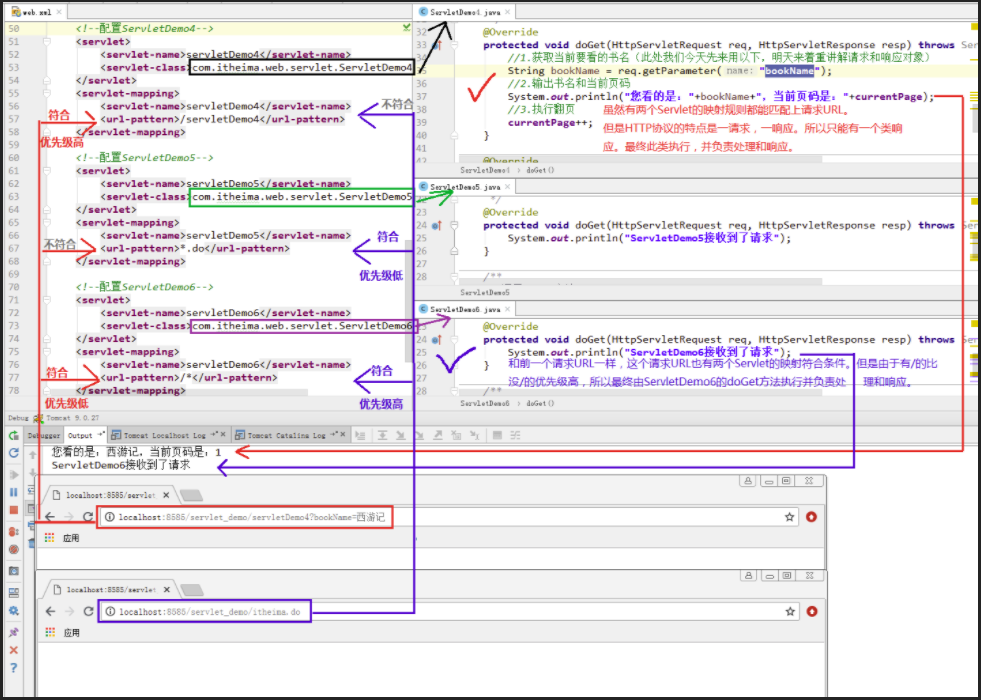 web.xml ×
50 <!--配置ServletDemo4-->
51 <servlet>
52 <servlet-name>servletDemo4</servlet-name>
53 <servlet-class>com.itheima.web.servlet.ServletDemo4
54 </servlet>
55 <servlet-mapping>
56 <servlet-name>servletDemo4</servlet-name>
57 <url-pattern>/servletDemo4</url-pattern>
58 </servlet-mapping>
59
符合
优先级高
不符合
60 <!--配置ServletDemo5-->
61 <servlet>
62 <servlet-name>servletDemo5</servlet-name>
63 <servlet-class>com.itheima.web.servlet.ServletDemo5
64 </servlet>
65 <servlet-mapping>
66 <servlet-name>servletDemo5</servlet-name>
67 <url-pattern>*.do</url-pattern>
68 </servlet-mapping>
69
不符合
符合
优先级低
70 <!--配置ServletDemo6-->
71 <servlet>
72 <servlet-name>servletDemo6</servlet-name>
73 <servlet-class>com.itheima.web.servlet.ServletDemo6
74 </servlet>
75 <servlet-mapping>
76 <servlet-name>servletDemo6</servlet-name>
77 <url-pattern>/*</url-pattern>
78 </servlet-mapping>
符合
优先级低
符合
优先级高
ServletDemo4.java ×
32 @Override
33 protected void doGet(HttpServletRequest req, HttpServletResponse resp) throws Ser
//1.获取当前要看的书名（此处我们今天先来用以下，明天来着重讲解请求和响应对象）
String bookName = req.getParameter( name: "bookName");
36 //2.输出书名和当前页码
37 System.out.println("您看的是："+bookName+"，当前页码是："+currentPage);
38 //3.执行翻页
39 currentPage++;
40 }
41
42 @Override
虽然有两个Servlet的映射规则都能匹配上请求URL。
但是HTTP协议的特点是一请求，一响应。所以只能有一个类响
应。最终此类执行，并负责处理和响应。
ServletDemo4 › doGet()
ServletDemo5.java ×
22 */
23 @Override
24 protected void doGet(HttpServletRequest req, HttpServletResponse resp) throws Ser
25 System.out.println("ServletDemo5接收到了请求");
26 }
27
28 /**
ServletDemo5
ServletDemo6.java ×
23 @Override
24 protected void doGet(HttpServletRequest req, HttpServletResponse resp) throws Ser
25 System.out.println("ServletDemo6接收到了请求");
26 }
27
28 /**
和前一个请求URL一样，这个请求URL也有两个Servlet的映射符合条件。但是由于有/的比
没/的优先级高，所以最终由ServletDemo6的doGet方法执行并负责处 理和响应。
ServletDemo6 › doGet()
Debug Tomcat 9.0.27
Debugger Output Tomcat Localhost Log × Tomcat Catalina Log ×
您看的是：西游记，当前页码是：1
ServletDemo6接收到了请求
localhost:8585/servlet ×
localhost:8585/servlet_demo/servletDemo4?bookName=西游记
应用
localhost:8585/servlet ×
localhost:8585/servlet_demo/itheima.do
应用